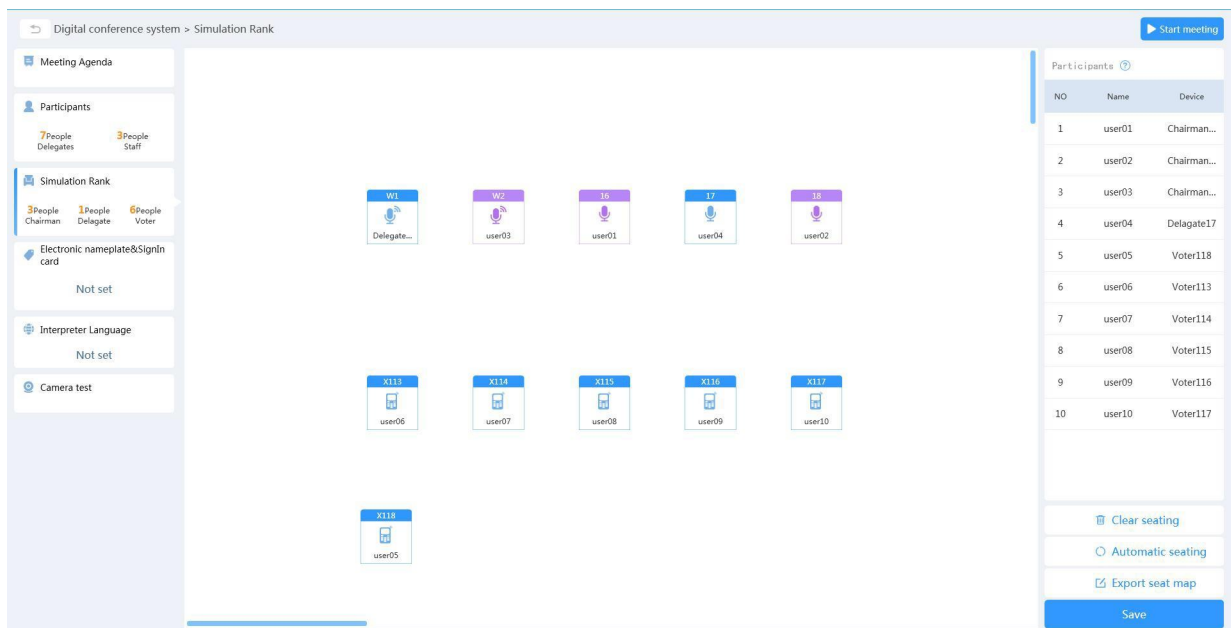 Digital conference system > Simulation Rank
Start meeting
Meeting Agenda
Participants
7People
Delegates
3People
Staff
Simulation Rank
3People
Chairman
1People
Delagate
6People
Voter
Electronic nameplate&SignIn
card
Not set
Interpreter Language
Not set
Camera test
W1
Delegate...
W2
user03
16
user01
17
user04
18
user02
X113
user06
X114
user07
X115
user08
X116
user09
X117
user10
X118
user05
Participants ?
NO Name Device
1 user01 Chairman...
2 user02 Chairman...
3 user03 Chairman...
4 user04 Delagate17
5 user05 Voter118
6 user06 Voter113
7 user07 Voter114
8 user08 Voter115
9 user09 Voter116
10 user10 Voter117
Clear seating
Automatic seating
Export seat map
Save